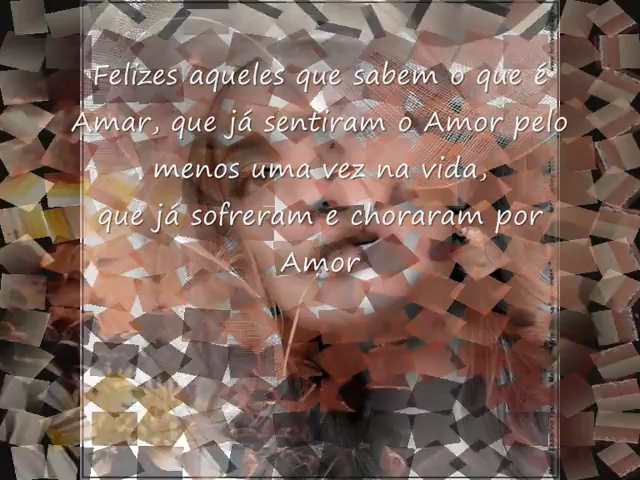 Felizes aqueles que sabem o que é
Amar, que já sentiram o Amor pelo
menos uma vez na vida,
que já sofreram e choraram por
Amor